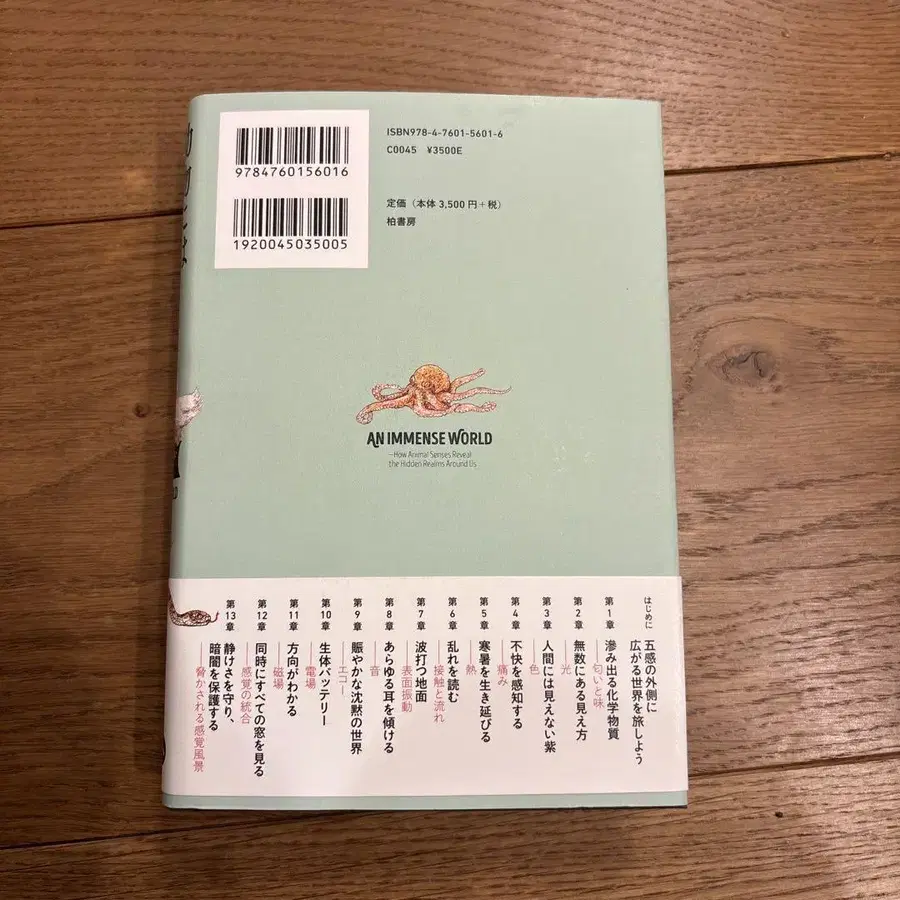 9784760156016
1920045035005
ISBN978-4-7601-5601-6
C0045 ¥3500E
定価（本体 3,500 円＋税）
柏書房
AN IMMENSE WORLD
—How Animal Senses Reveal
the Hidden Realms Around Us
はじめに 五感の外側に
広がる世界を旅しよう
第1章 滲み出る化学物質
——匂いと味
第2章 無数にある見え方
——光
第3章 人間には見えない紫
——色
第4章 不快を感知する
——痛み
第5章 寒暑を生き延びる
——熱
第6章 乱れを読む
——接触と流れ
第7章 波打つ地面
——表面振動
第8章 あらゆる耳を傾ける
——音
第9章 賑やかな沈黙の世界
——エコー
第10章 生体バッテリー
——電場
第11章 方向がわかる
——磁場
第12章 同時にすべての窓を見る
——感覚の統合
第13章 静けさを守り、
暗闇を保護する
——脅かされる感覚風景